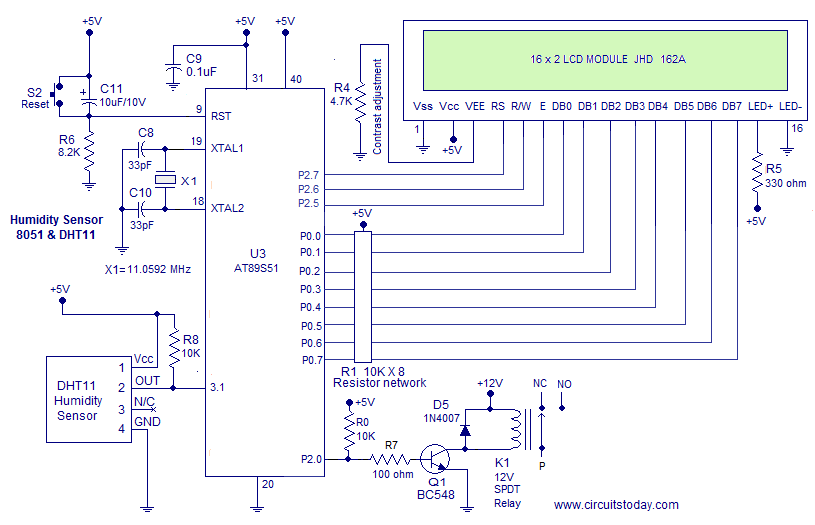 +5V
+5V
+5V
C9
0.1uF
31
40
S2
Reset
C11
+
10uF/10V
9
RST
R6
8.2K
C8
33pF
19
XTAL1
X1
C10
33pF
18
XTAL2
Humidity Sensor
8051 & DHT11
X1= 11.0592 MHz
U3
AT89S51
R4
4.7K
Contrast adjustment
16 x 2 LCD MODULE JHD 162A
Vss Vcc VEE RS R/W E DB0 DB1 DB2 DB3 DB4 DB5 DB6 DB7 LED+ LED-
1
16
+5V
R5
330 ohm
+5V
P2.7
P2.6
P2.5
+5V
P0.0
P0.1
P0.2
P0.3
P0.4
P0.5
P0.6
P0.7
R1 10K X 8
Resistor network
+5V
R8
10K
DHT11
Humidity
Sensor
1 Vcc
2 OUT
3 N/C
4 GND
3.1
+5V
R0
10K
P2.0
R7
100 ohm
20
Q1
BC548
D5
1N4007
+12V
NC
NO
P
K1
12V
SPDT
Relay
www.circuitstoday.com